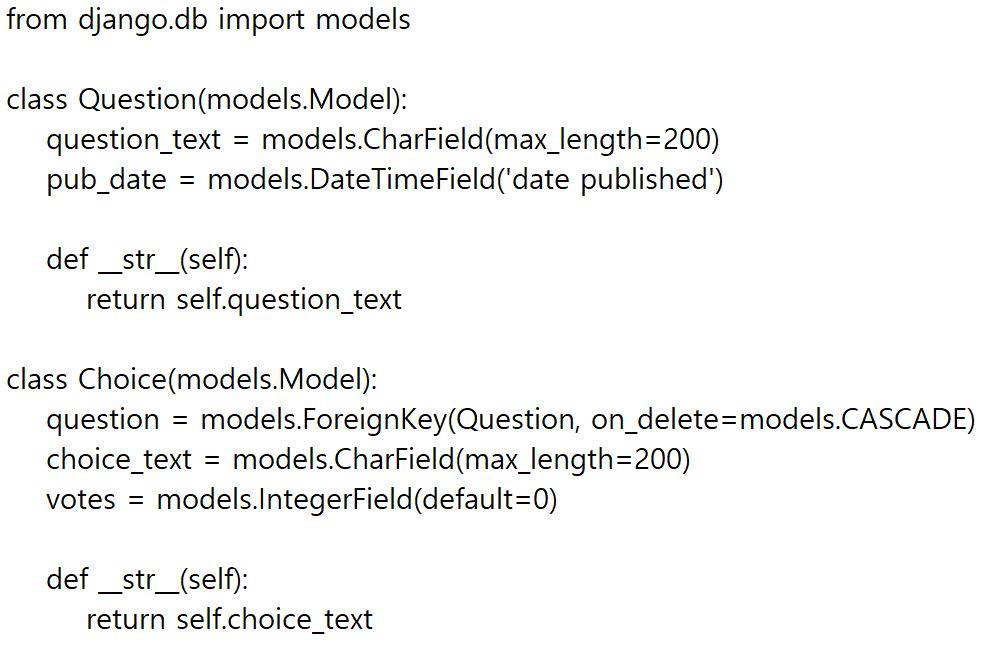 from django.db import models
class Question(models.Model):
question_text = models.CharField(max_length=200)
pub_date = models.DateTimeField('date published')
def __str__(self):
return self.question_text
class Choice(models.Model):
question = models.ForeignKey(Question, on_delete=models.CASCADE)
choice_text = models.CharField(max_length=200)
votes = models.IntegerField(default=0)
def __str__(self):
return self.choice_text